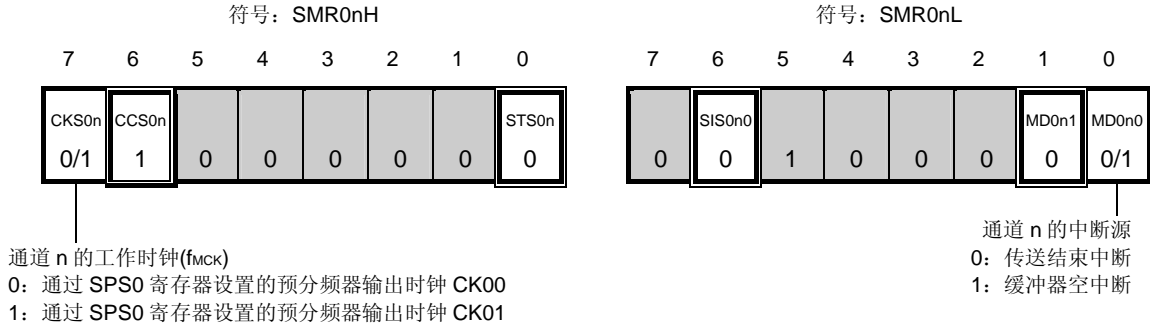 符号：SMR0nH 符号：SMR0nL
7 6 5 4 3 2 1 0 7 6 5 4 3 2 1 0
CKS0n CCS0n STS0n SIS0n0 MD0n1 MD0n0
0/1 1 0 0 0 0 0 0 0 0 1 0 0 0 0 0/1
通道 n 的工作时钟(fMCK)
0：通过 SPS0 寄存器设置的预分频器输出时钟 CK00
1：通过 SPS0 寄存器设置的预分频器输出时钟 CK01
通道 n 的中断源
0：传送结束中断
1：缓冲器空中断